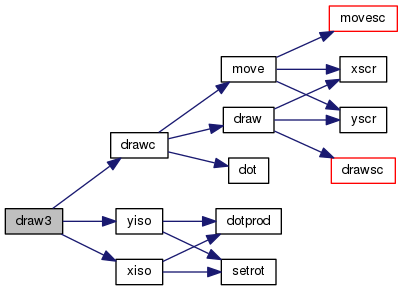 movesc
move
xscr
draw
yscr
drawc
dot
drawsc
draw3
yiso
dotprod
xiso
setrot